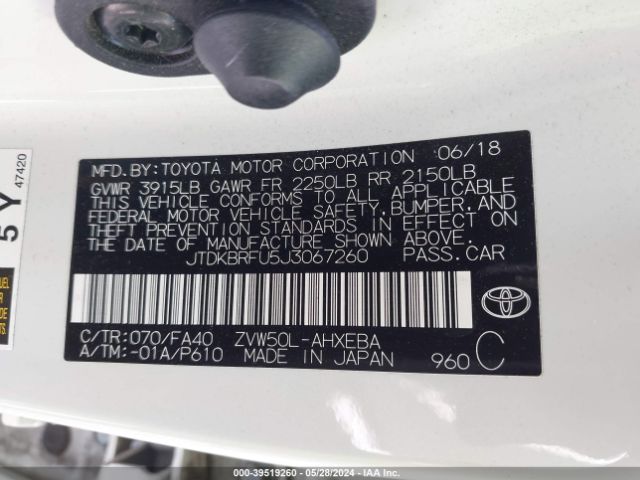 47420
5 Y
MFD. BY: TOYOTA MOTOR CORPORATION 06/18
GVWR 3915LB GAWR FR 2250LB RR 2150LB
THIS VEHICLE CONFORMS TO ALL APPLICABLE
FEDERAL MOTOR VEHICLE SAFETY, BUMPER, AND
THEFT PREVENTION STANDARDS IN EFFECT ON
THE DATE OF MANUFACTURE SHOWN ABOVE.
JTDKBRFU5J3067260 PASS. CAR
C/TR: 070/FA40 ZVW50L-AHXEBA
A/TM: -01A/P610 MADE IN JAPAN 960 C
000-39519260 - 05/28/2024 - IAA Inc.